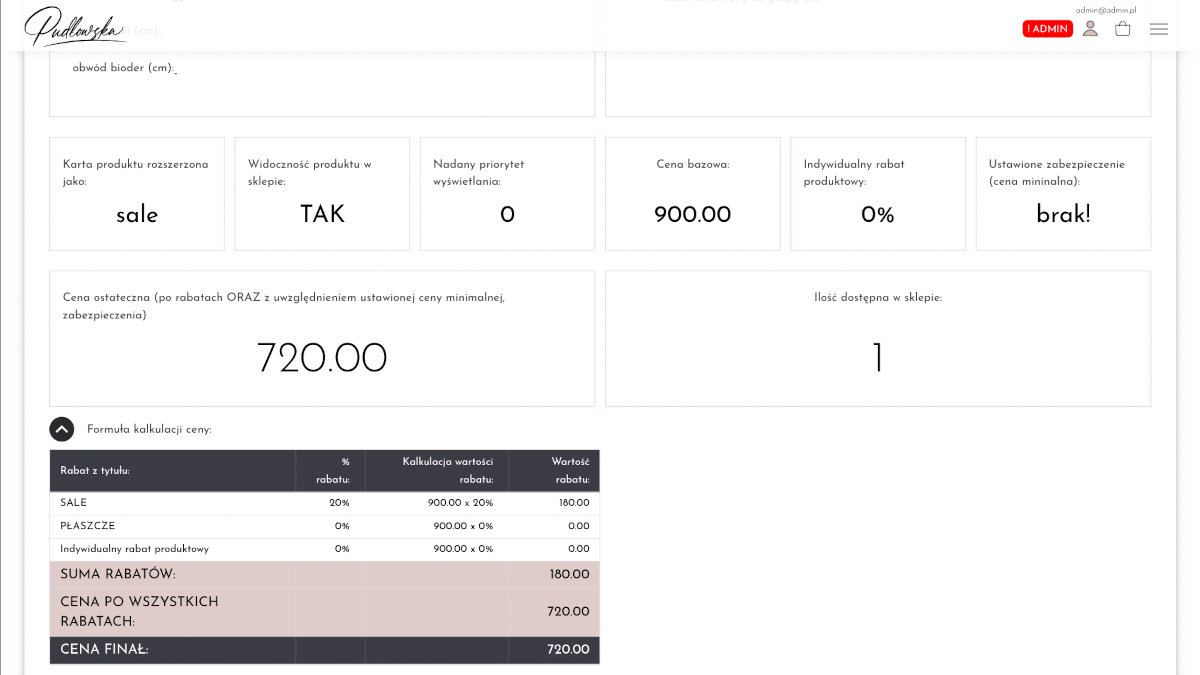 admin@admin.pl
Pudłowska
! ADMIN
(cm):
obwód bioder (cm):
Karta produktu rozszerzona
jako:
sale
Widoczność produktu w
sklepie:
TAK
Nadany priorytet
wyświetlania:
0
Cena bazowa:
900.00
Indywidualny rabat
produktowy:
0%
Ustawione zabezpieczenie
(cena mininalna):
brak!
Cena ostateczna (po rabatach ORAZ z uwzględnieniem ustawionej ceny minimalnej,
zabezpieczenia)
720.00
Ilość dostępna w sklepie:
1
Formuła kalkulacji ceny:
Rabat z tytułu:
%
rabatu:
Kalkulacja wartości
rabatu:
Wartość
rabatu:
SALE 20% 900.00 x 20% 180.00
PŁASZCZE 0% 900.00 x 0% 0.00
Indywidualny rabat produktowy 0% 900.00 x 0% 0.00
SUMA RABATÓW: 180.00
CENA PO WSZYSTKICH
RABATACH:
720.00
CENA FINAŁ: 720.00